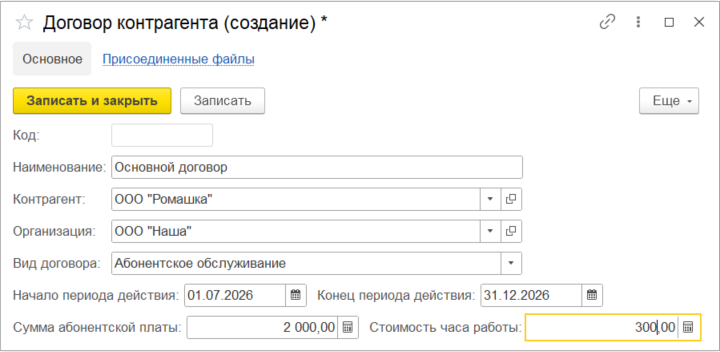 Договор контрагента (создание) *
Основное Присоединенные файлы
Записать и закрыть Записать Еще
Код:
Наименование: Основной договор
Контрагент: ООО "Ромашка"
Организация: ООО "Наша"
Вид договора: Абонентское обслуживание
Начало периода действия: 01.07.2026 Конец периода действия: 31.12.2026
Сумма абонентской платы: 2 000,00 Стоимость часа работы: 300,00